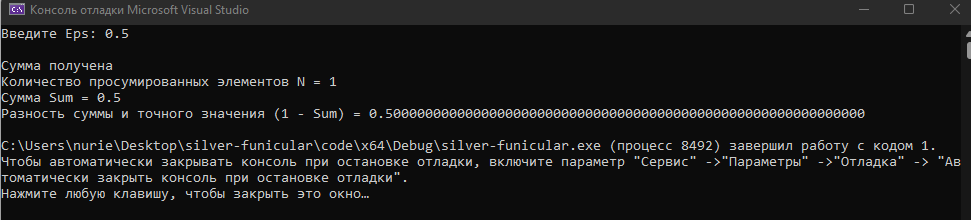 Консоль отладки Microsoft Visual Studio
Введите Eps: 0.5
Сумма получена
Количество просумированных элементов N = 1
Сумма Sum = 0.5
Разность суммы и точного значения (1 - Sum) = 0.500000000000000000000000000000000000000000000000000000000000
C:\Users\nurie\Desktop\silver-funicular\code\x64\Debug\silver-funicular.exe (процесс 8492) завершил работу с кодом 1.
Чтобы автоматически закрывать консоль при остановке отладки, включите параметр "Сервис" ->"Параметры" ->"Отладка" -> "Ав
томатически закрыть консоль при остановке отладки".
Нажмите любую клавишу, чтобы закрыть это окно…